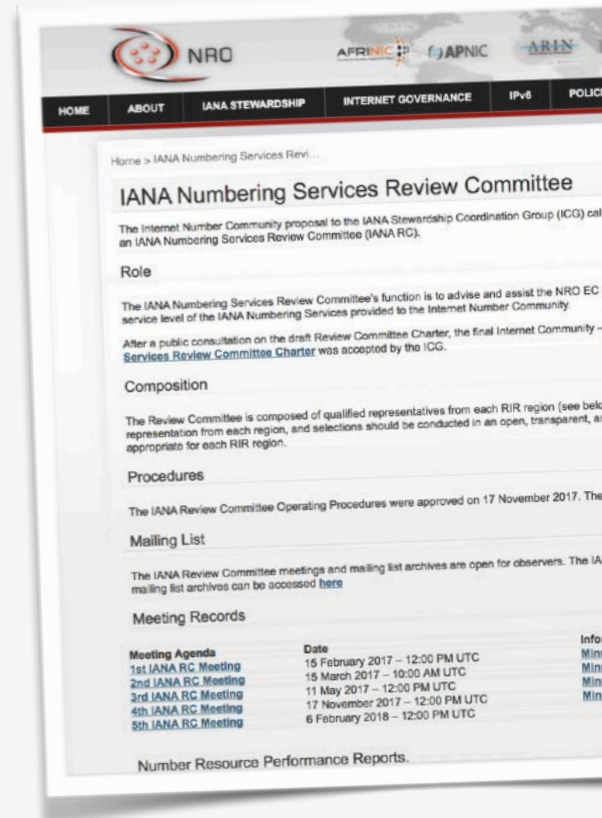 NRO
AFRINIC APNIC ARIN
HOME ABOUT IANA STEWARDSHIP INTERNET GOVERNANCE IPv6
Home > IANA Numbering Services Revi...
IANA Numbering Services Review Committee
The Internet Number Community proposal to the IANA Stewardship Coordination Group (ICG)
an IANA Numbering Services Review Committee (IANA RC).
Role
The IANA Numbering Services Review Committee's function is to advise and assist the NRO EC
service level of the IANA Numbering Services provided to the Internet Number Community.
After a public consultation on the draft Review Committee Charter, the final Internet Community –
Services Review Committee Charter was accepted by the ICG.
Composition
The Review Committee is composed of qualified representatives from each RIR region (see
representation from each region, and selections should be conducted in an open, transparent,
appropriate for each RIR region.
Procedures
The IANA Review Committee Operating Procedures were approved on 17 November 2017. The
Mailing List
The IANA Review Committee meetings and mailing list archives are open for observers. The
mailing list archives can be accessed here
Meeting Records
Meeting Agenda Date
1st IANA RC Meeting 15 February 2017 – 12:00 PM UTC
2nd IANA RC Meeting 15 March 2017 – 10:00 AM UTC
3rd IANA RC Meeting 11 May 2017 – 12:00 PM UTC
4th IANA RC Meeting 17 November 2017 – 12:00 PM UTC
5th IANA RC Meeting 6 February 2018 – 12:00 PM UTC
Number Resource Performance Reports.